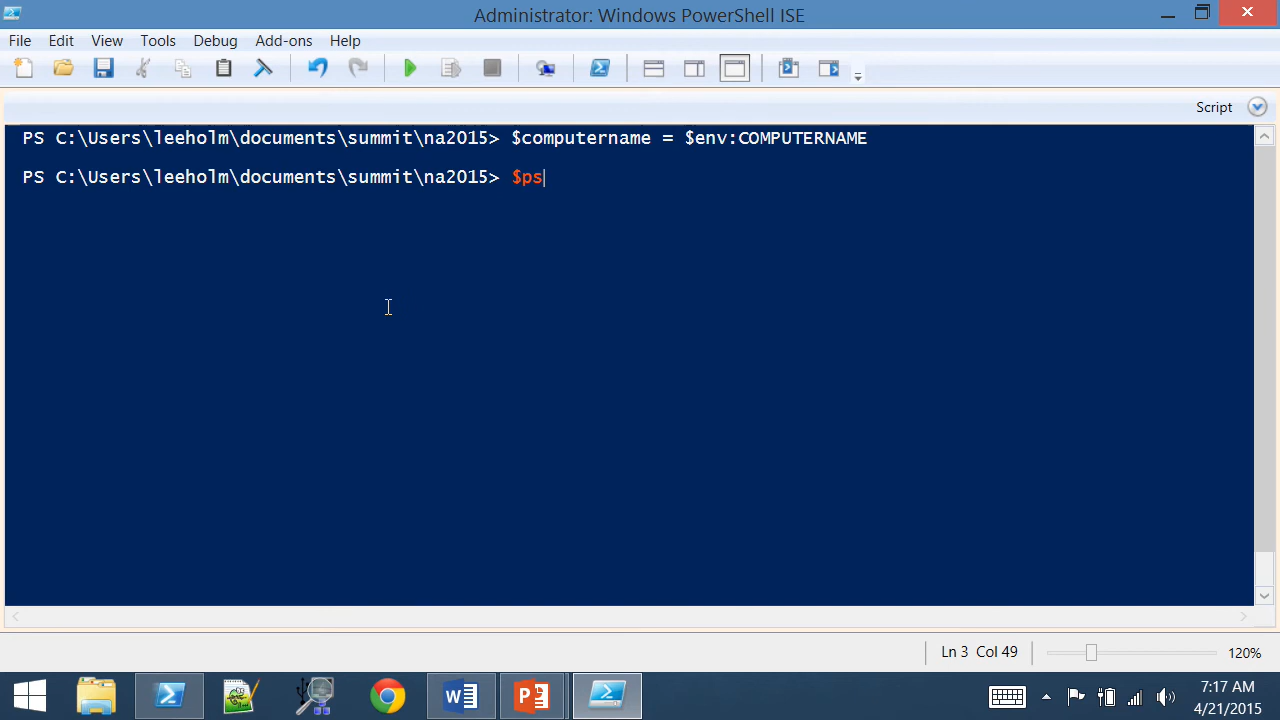 Administrator: Windows PowerShell ISE
File Edit View Tools Debug Add-ons Help
Script
PS C:\Users\leeholm\documents\summit\na2015> $computername = $env:COMPUTERNAME
PS C:\Users\leeholm\documents\summit\na2015> $ps
Ln 3 Col 49
120%
7:17 AM
4/21/2015